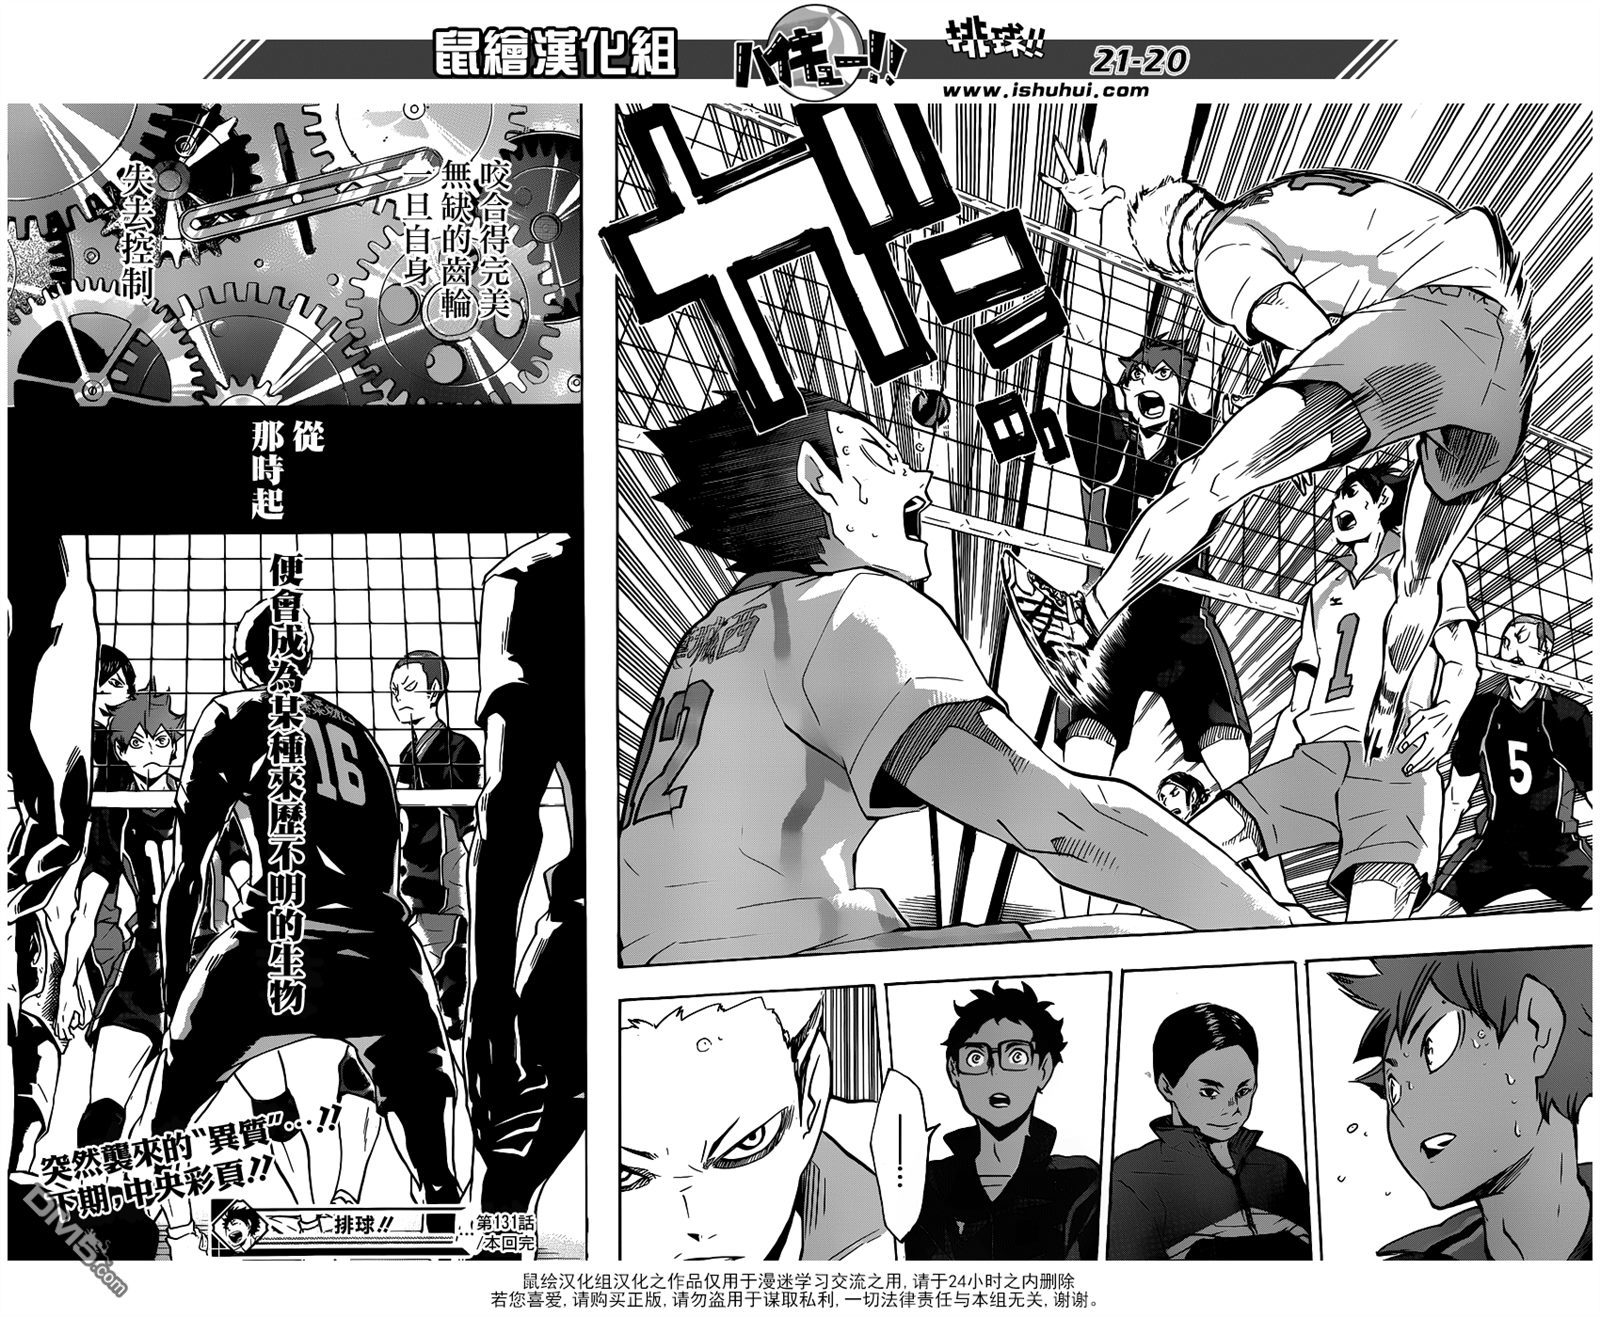 鼠繪漢化組
ハイキュー!!
排球!!
21-20
www.ishuhui.com
1
5
12
16
……
咬合得完美
無缺的齒輪
一旦自身
失去控制
從
那時起
便會成為某種來歷不明的生物
突然襲來的“異質”…!!
下期,中央彩頁!!
排球!!
…第131話
/本回完
鼠绘汉化组汉化之作品仅用于漫迷学习交流之用,请于24小时之内删除
若您喜爱,请购买正版,请勿盗用于谋取私利,一切法律责任与本组无关,谢谢。